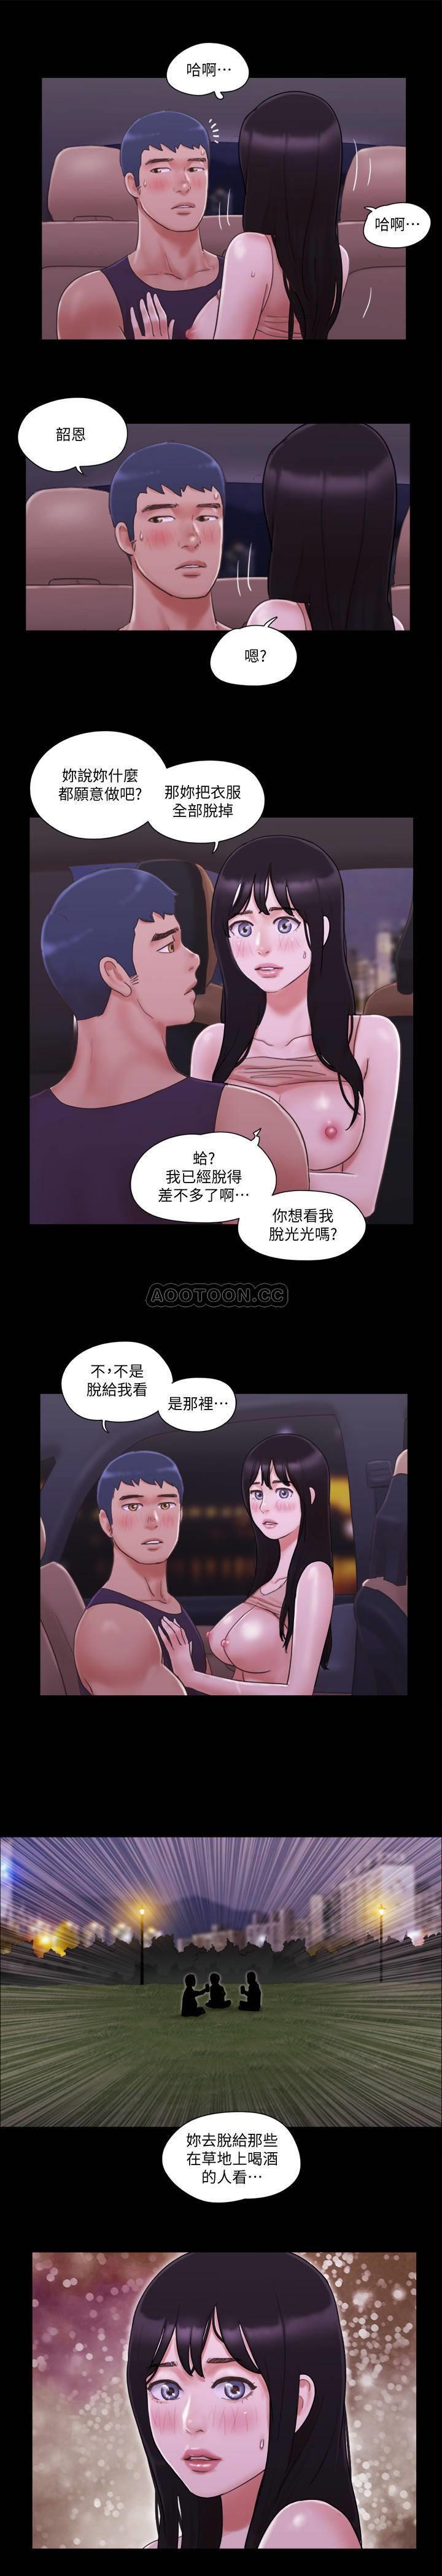 哈啊⋯
哈啊⋯
韶恩
嗯?
妳說妳什麼
都願意做吧?
那妳把衣服
全部脫掉
蛤?
我已經脫得
差不多了啊⋯
你想看我
脫光光嗎?
AOOTOON.CC
不,不是
脫給我看
是那裡⋯
妳去脫給那些
在草地上喝酒
的人看⋯